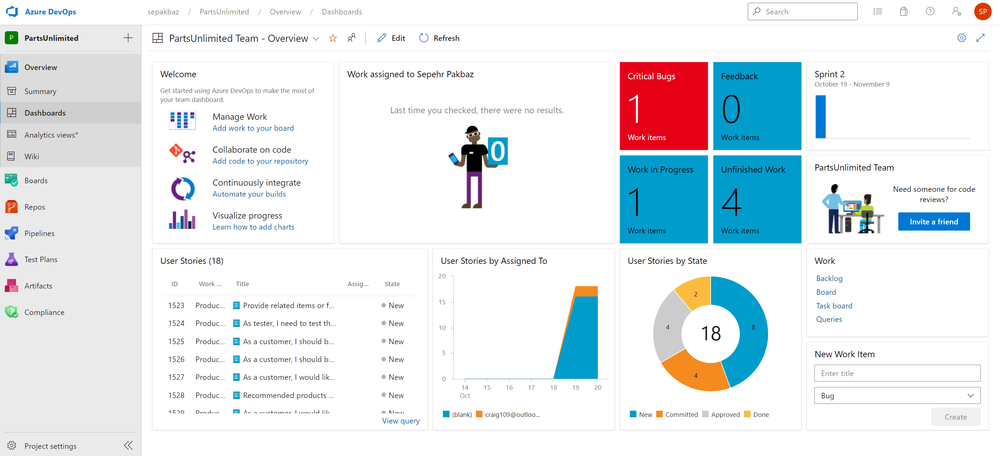 Azure DevOps
sepakbaz / PartsUnlimited / Overview / Dashboards
Search
SP
P PartsUnlimited
Overview
Summary
Dashboards
Analytics views*
Wiki
Boards
Repos
Pipelines
Test Plans
Artifacts
Compliance
Project settings
PartsUnlimited Team - Overview
Edit
Refresh
Welcome
Get started using Azure DevOps to make the most of
your team dashboard.
Manage Work
Add work to your board
Collaborate on code
Add code to your repository
Continuously integrate
Automate your builds
Visualize progress
Learn how to add charts
Work assigned to Sepehr Pakbaz
Last time you checked, there were no results.
0
Critical Bugs
1
Work items
Feedback
0
Work items
Sprint 2
October 19 - November 9
Work in Progress
1
Work items
Unfinished Work
4
Work items
PartsUnlimited Team
Need someone for code
reviews?
Invite a friend
User Stories (18)
ID Work ... Title Assig... State
1523 Produc... Provide related items or f... New
1524 Produc... As tester, I need to test th... New
1525 Produc... As a customer, I should b... New
1526 Produc... As a customer, I should b... New
1527 Produc... As a customer, I would lik... New
1528 Produc... Recommended products ... New
1529 Produc... As a customer, I would lik... New
View query
User Stories by Assigned To
20
15
10
5
0
14 15 16 17 18 19 20
Oct
(blank) craig109@outloo...
User Stories by State
2
8
4
18
4
New Committed Approved Done
Work
Backlog
Board
Task board
Queries
New Work Item
Enter title
Bug
Create